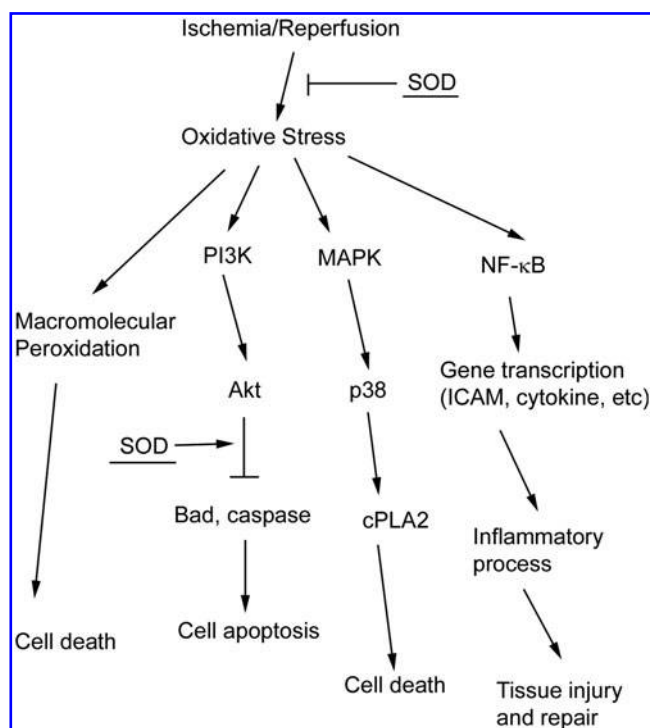 Ischemia/Reperfusion
SOD
Oxidative Stress
PI3K
MAPK
NF-κB
Macromolecular
Peroxidation
Akt
p38
Gene transcription
(ICAM, cytokine, etc)
SOD
Bad, caspase
cPLA2
Inflammatory
process
Cell death
Cell apoptosis
Cell death
Tissue injury
and repair